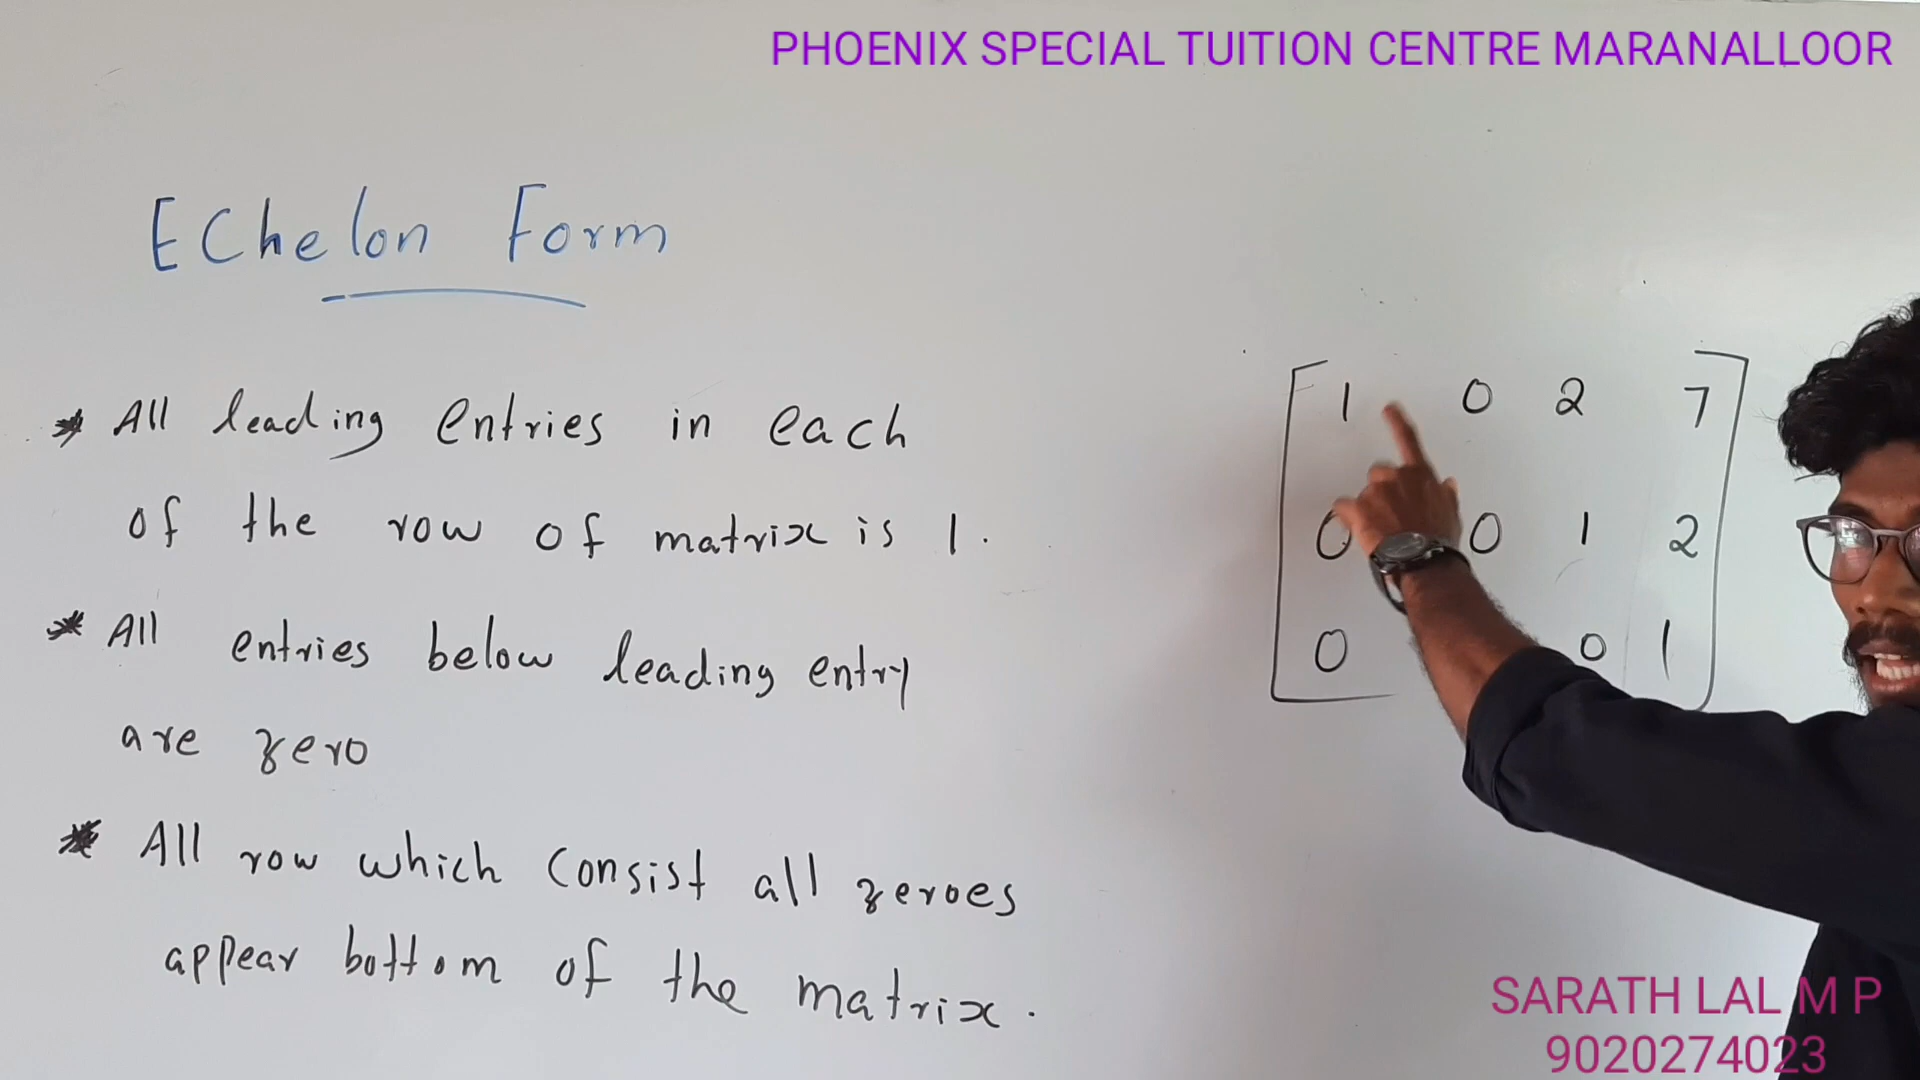 PHOENIX SPECIAL TUITION CENTRE MARANALLOOR
EChelon Form
* All leading entries in each
of the row of matrix is 1.
* All entries below leading entry
are zero
* All row which consist all zeroes
appear bottom of the matrix.
1 0 2 7
0 0 1 2
0 0 1
SARATH LAL M P
9020274023